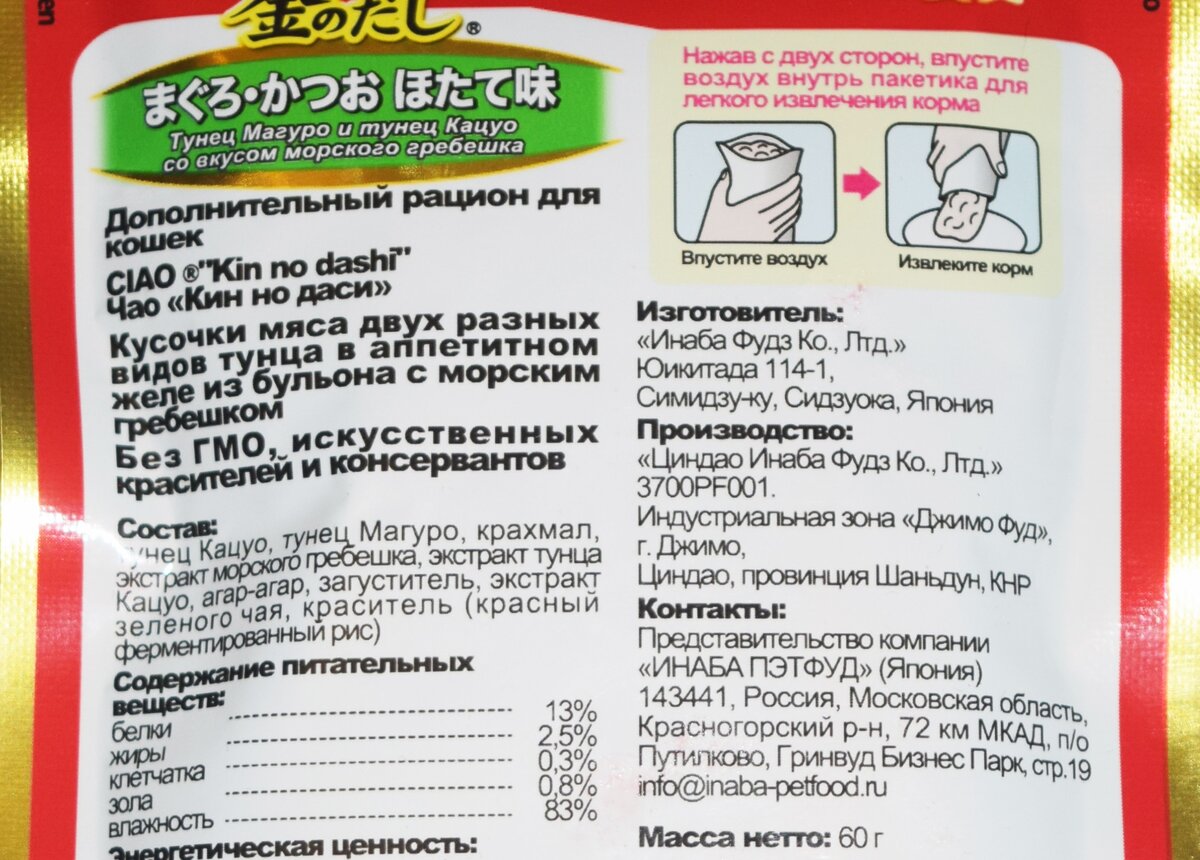 金のだし®
まぐろ・かつお ほたて味
Тунец Магуро и тунец Кацуо
со вкусом морского гребешка
Дополнительный рацион для
кошек
CIAO ®"Kin no dashi"
Чао «Кин но даси»
Кусочки мяса двух разных
видов тунца в аппетитном
желе из бульона с морским
гребешком
Без ГМО, искусственных
красителей и консервантов
Состав:
тунец Кацуо, тунец Магуро, крахмал,
экстракт морского гребешка, экстракт тунца
Кацуо, агар-агар, загуститель, экстракт
зеленого чая, краситель (красный
ферментированный рис)
Содержание питательных
веществ:
белки 13%
жиры 2,5%
клетчатка 0,3%
зола 0,8%
влажность 83%
Энергетическая ценность:
Нажав с двух сторон, впустите
воздух внутрь пакетика для
легкого извлечения корма
Впустите воздух
Извлеките корм
Изготовитель:
«Инаба Фудз Ко., Лтд.»
Юикитада 114-1,
Симидзу-ку, Сидзуока, Япония
Производство:
«Циндао Инаба Фудз Ко., Лтд.»
3700PF001.
Индустриальная зона «Джимо Фуд»,
г. Джимо,
Циндао, провинция Шаньдун, КНР
Контакты:
Представительство компании
«ИНАБА ПЭТФУД» (Япония)
143441, Россия, Московская область,
Красногорский р-н, 72 км МКАД, п/о
Путилково, Гринвуд Бизнес Парк, стр.19
info@inaba-petfood.ru
Масса нетто: 60 г